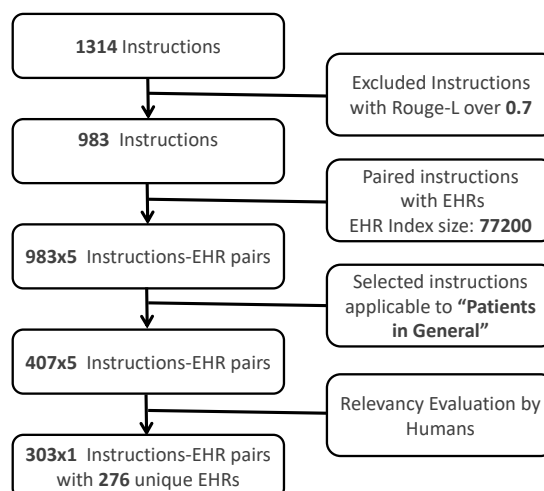 1314 Instructions
Excluded Instructions
with Rouge-L over 0.7
983 Instructions
Paired instructions
with EHRs
EHR Index size: 77200
983x5 Instructions-EHR pairs
Selected instructions
applicable to “Patients
in General”
407x5 Instructions-EHR pairs
Relevancy Evaluation by
Humans
303x1 Instructions-EHR pairs
with 276 unique EHRs